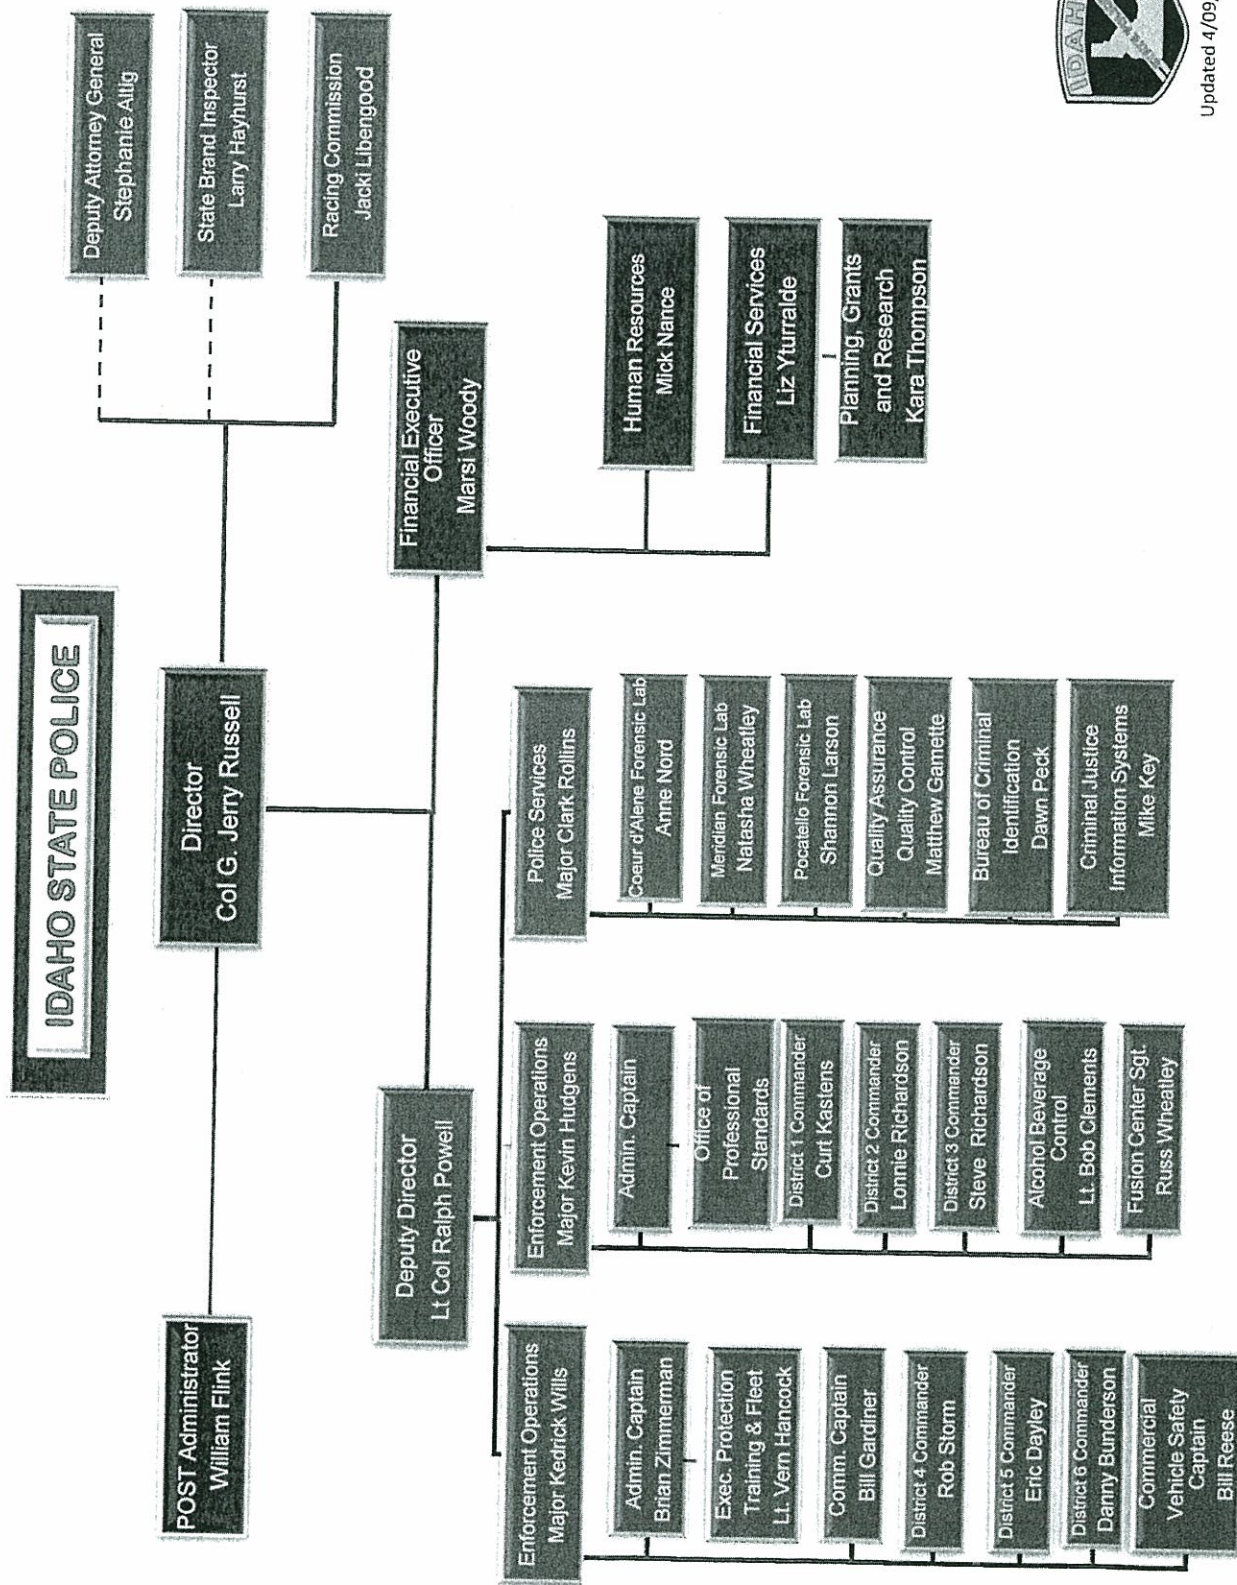 IDAHO STATE POLICE
Director
Col G. Jerry Russell
POST Administrator
William Flink
Deputy Attorney General
Stephanie Altig
State Brand Inspector
Larry Hayhurst
Racing Commission
Jacki Libengood
Deputy Director
Lt Col Ralph Powell
Financial Executive
Officer
Marsi Woody
Human Resources
Mick Nance
Financial Services
Liz Yturralde
Planning, Grants
and Research
Kara Thompson
Enforcement Operations
Major Kedrick Wills
Admin. Captain
Brian Zimmerman
Exec. Protection
Training & Fleet
Lt. Vern Hancock
Comm. Captain
Bill Gardiner
District 4 Commander
Rob Storm
District 5 Commander
Eric Dayley
District 6 Commander
Danny Bunderson
Commercial
Vehicle Safety
Captain
Bill Reese
Enforcement Operations
Major Kevin Hudgens
Admin. Captain
Office of
Professional
Standards
District 1 Commander
Curt Kastens
District 2 Commander
Lonnie Richardson
District 3 Commander
Steve Richardson
Alcohol Beverage
Control
Lt. Bob Clements
Fusion Center Sgt.
Russ Wheatley
Police Services
Major Clark Rollins
Coeur d'Alene Forensic Lab
Anne Nord
Meridian Forensic Lab
Natasha Wheatley
Pocatello Forensic Lab
Shannon Larson
Quality Assurance
Quality Control
Matthew Gamette
Bureau of Criminal
Identification
Dawn Peck
Criminal Justice
Information Systems
Mike Key
IDAH
Updated 4/09/